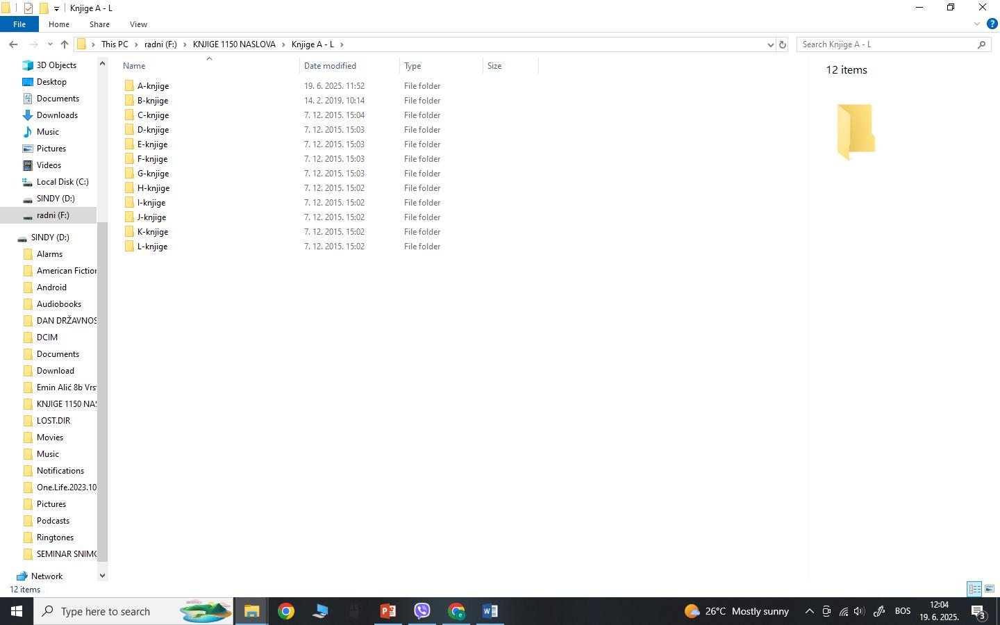 Knjige A - L
File Home Share View
This PC radni (F:) KNJIGE 1150 NASLOVA Knjige A - L
Search Knjige A - L
3D Objects
Desktop
Documents
Downloads
Music
Pictures
Videos
Local Disk (C:)
SINDY (D:)
radni (F:)
SINDY (D:)
Alarms
American Fiction
Android
Audiobooks
DAN DRŽAVNOS
DCIM
Documents
Download
Emin Alić 8b Vrs
KNJIGE 1150 NAS
LOST.DIR
Movies
Music
Notifications
One.Life.2023.10
Pictures
Podcasts
Ringtones
SEMINAR SNIMC
Network
Name Date modified Type Size
A-knjige 19. 6. 2025. 11:52 File folder
B-knjige 14. 2. 2019. 10:14 File folder
C-knjige 7. 12. 2015. 15:04 File folder
D-knjige 7. 12. 2015. 15:03 File folder
E-knjige 7. 12. 2015. 15:03 File folder
F-knjige 7. 12. 2015. 15:03 File folder
G-knjige 7. 12. 2015. 15:03 File folder
H-knjige 7. 12. 2015. 15:02 File folder
I-knjige 7. 12. 2015. 15:02 File folder
J-knjige 7. 12. 2015. 15:02 File folder
K-knjige 7. 12. 2015. 15:02 File folder
L-knjige 7. 12. 2015. 15:02 File folder
12 items
12 items
Type here to search
26°C Mostly sunny
BOS
12:04
19. 6. 2025.
3